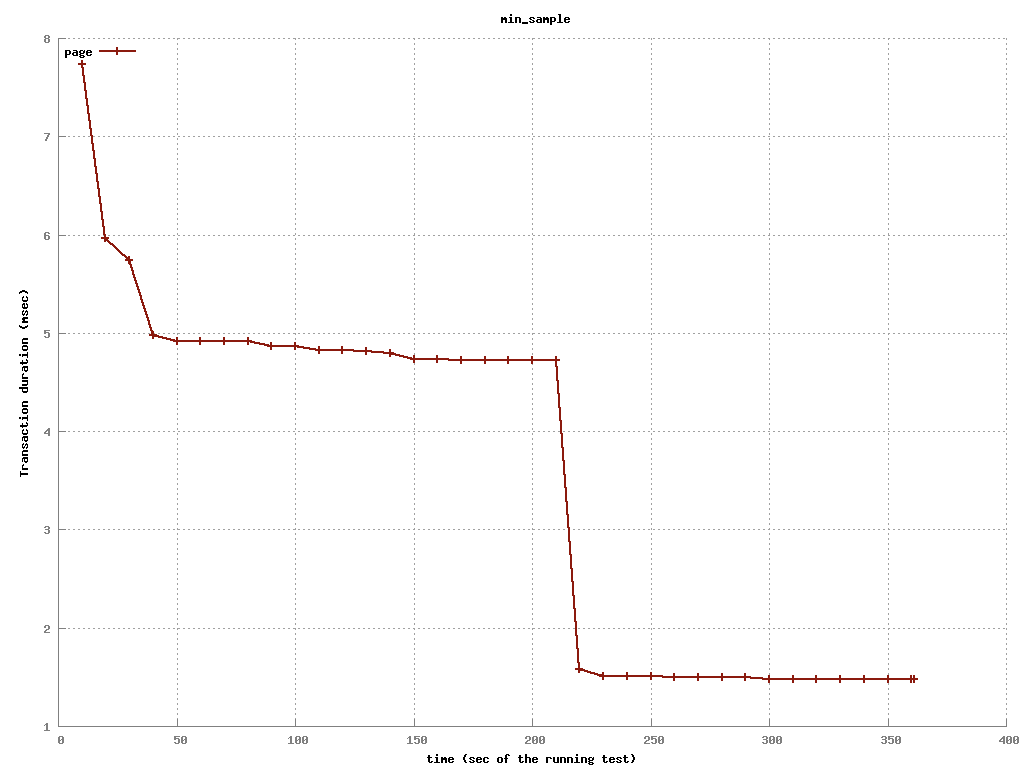 min_sample
page
8
7
6
5
4
3
2
1
Transaction duration (msec)
0 50 100 150 200 250 300 350 400
time (sec of the running test)